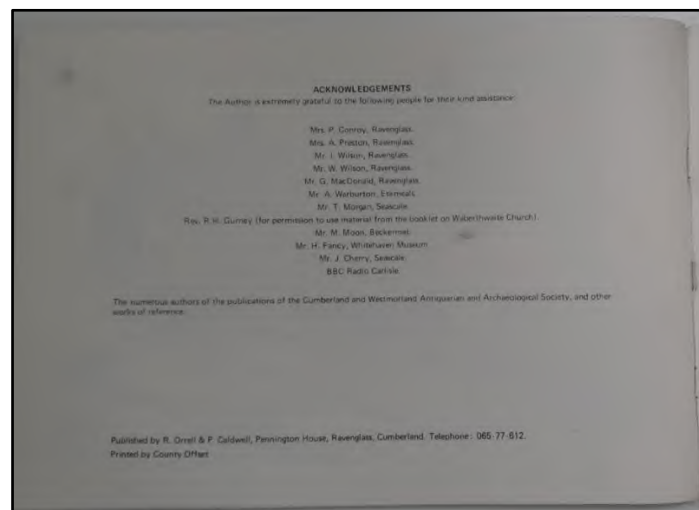 ACKNOWLEDGEMENTS
The Author is extremely grateful to the following people for their kind assistance:
Mrs. P. Conroy, Ravenglass.
Mrs. A. Preston, Ravenglass.
Mr. I. Wilson, Ravenglass.
Mr. W. Wilson, Ravenglass.
Mr. G. MacDonald, Ravenglass.
Mr. A. Warburton, Eskmeals.
Mr. T. Morgan, Seascale.
Rev. P.H. Gurney (for permission to use material from the booklet on Waberthwaite Church).
Mr. M. Moon, Beckermet.
Mr. H. Fancy, Whitehaven Museum.
Mr. J. Cherry, Seascale.
BBC Radio Carlisle.
The numerous authors of the publications of the Cumberland and Westmorland Antiquarian and Archaeological Society, and other
works of reference.
Published by R. Orrell & P. Caldwell, Pennington House, Ravenglass, Cumberland. Telephone: 065-77-612.
Printed by County Offset